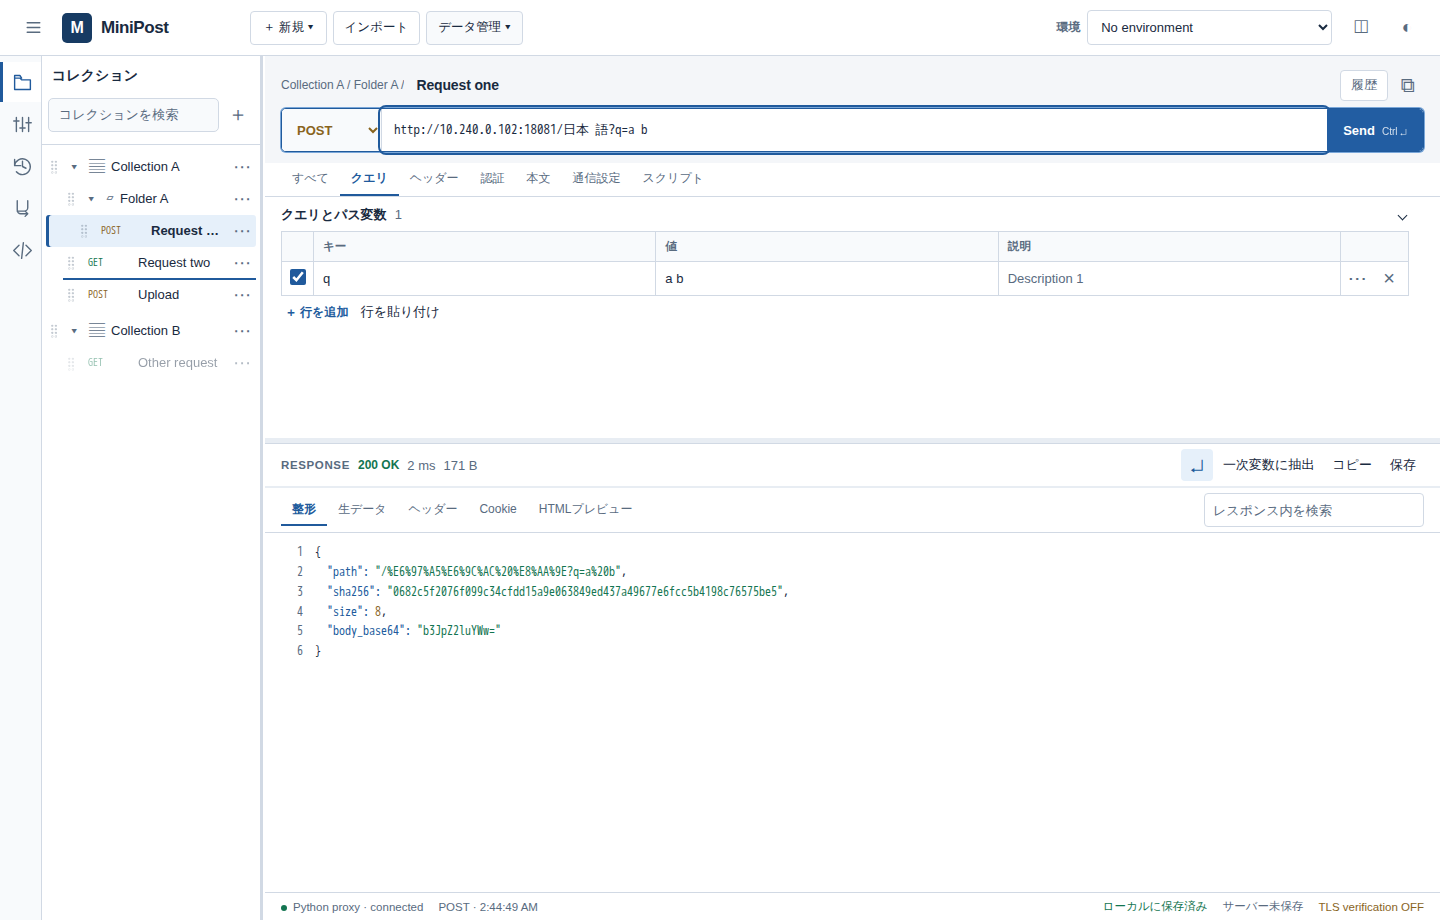 M MiniPost ＋ 新規 ▾ インポート データ管理 ▾ 環境 No environment
コレクション
コレクションを検索 ＋
Collection A ···
Folder A ···
POST Request … ···
GET Request two ···
POST Upload ···
Collection B ···
GET Other request ···
Collection A / Folder A / Request one 履歴
POST http://10.240.0.102:18081/日本 語?q=a b Send Ctrl ↵
すべて クエリ ヘッダー 認証 本文 通信設定 スクリプト
クエリとパス変数 1
キー 値 説明
q a b Description 1 ··· ×
＋ 行を追加 行を貼り付け
RESPONSE 200 OK 2 ms 171 B 一次変数に抽出 コピー 保存
整形 生データ ヘッダー Cookie HTMLプレビュー レスポンス内を検索
1 {
2 "path": "/%E6%97%A5%E6%9C%AC%20%E8%AA%9E?q=a%20b",
3 "sha256": "0682c5f2076f099c34cfdd15a9e063849ed437a49677e6fcc5b4198c76575be5",
4 "size": 8,
5 "body_base64": "b3JpZ2luYWw="
6 }
Python proxy · connected POST · 2:44:49 AM ローカルに保存済み サーバー未保存 TLS verification OFF